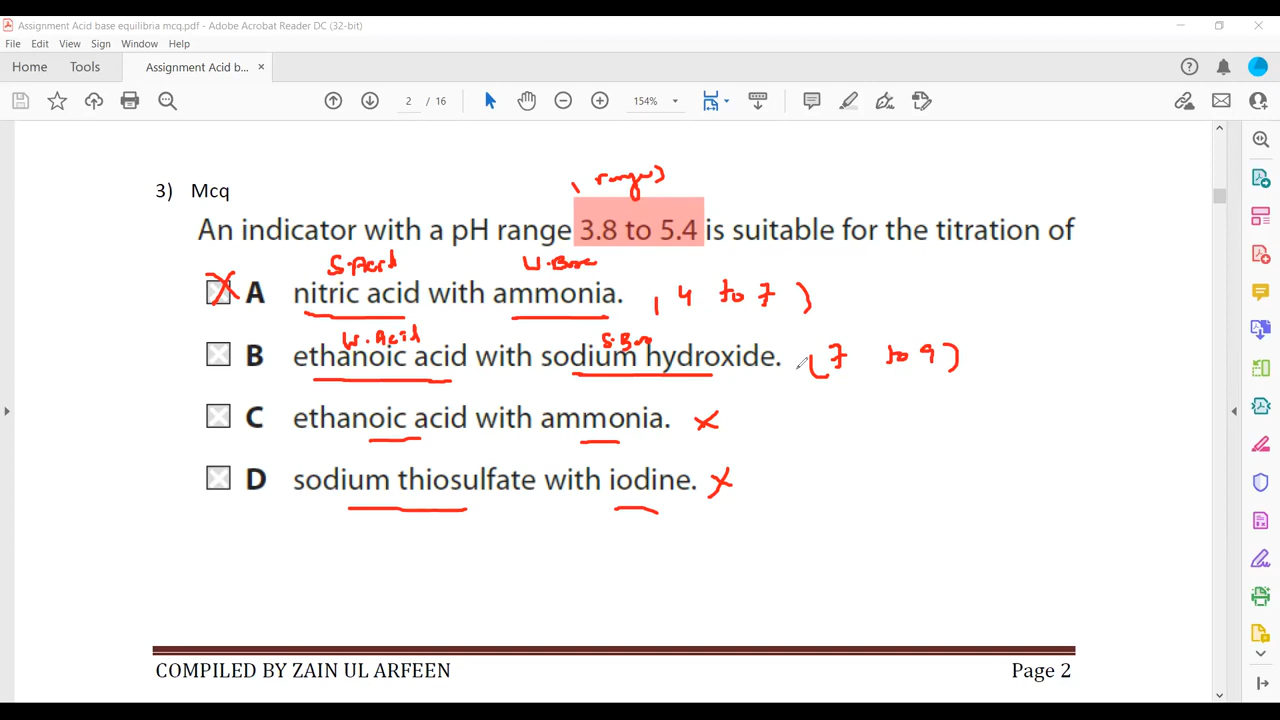 Assignment Acid base equilibria mcq.pdf - Adobe Acrobat Reader DC (32-bit)
File Edit View Sign Window Help
Home Tools Assignment Acid b... ×
2 / 16 154%
3) Mcq
( range)
An indicator with a pH range 3.8 to 5.4 is suitable for the titration of
S.Acid W.Base
A nitric acid with ammonia. ( 4 to 7 )
W.Acid S.Base
B ethanoic acid with sodium hydroxide. (7 to 9)
C ethanoic acid with ammonia. ×
D sodium thiosulfate with iodine. ×
COMPILED BY ZAIN UL ARFEEN Page 2